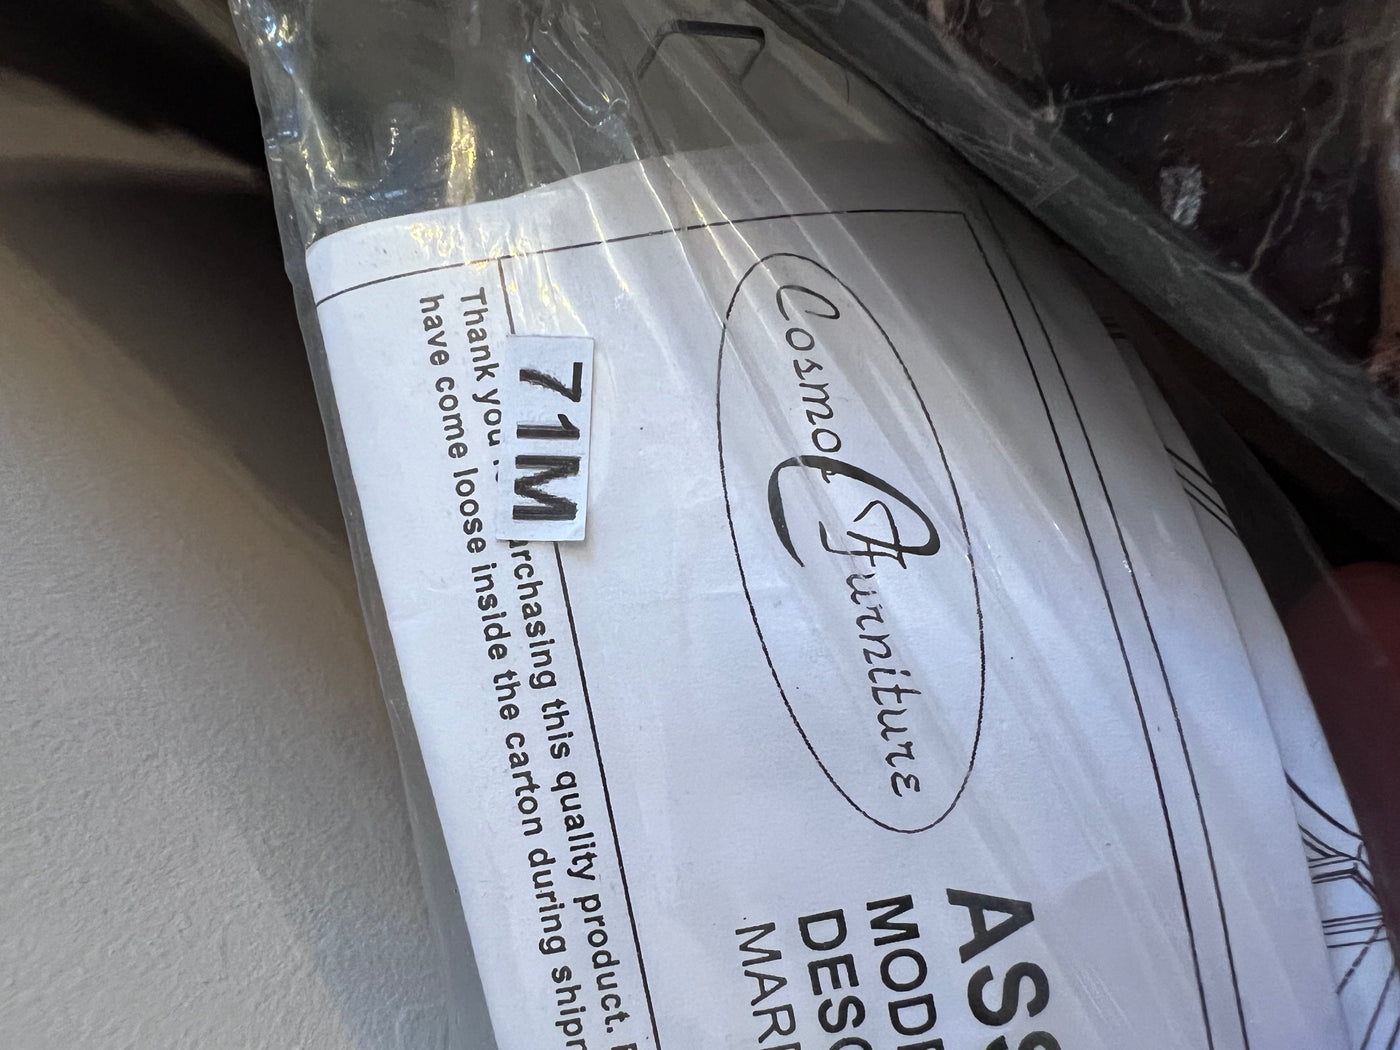 Cosmo Furniture
ASS
MODE
DESC
MAR
71M
Thank you archasing this quality product.
have come loose inside the carton during ship